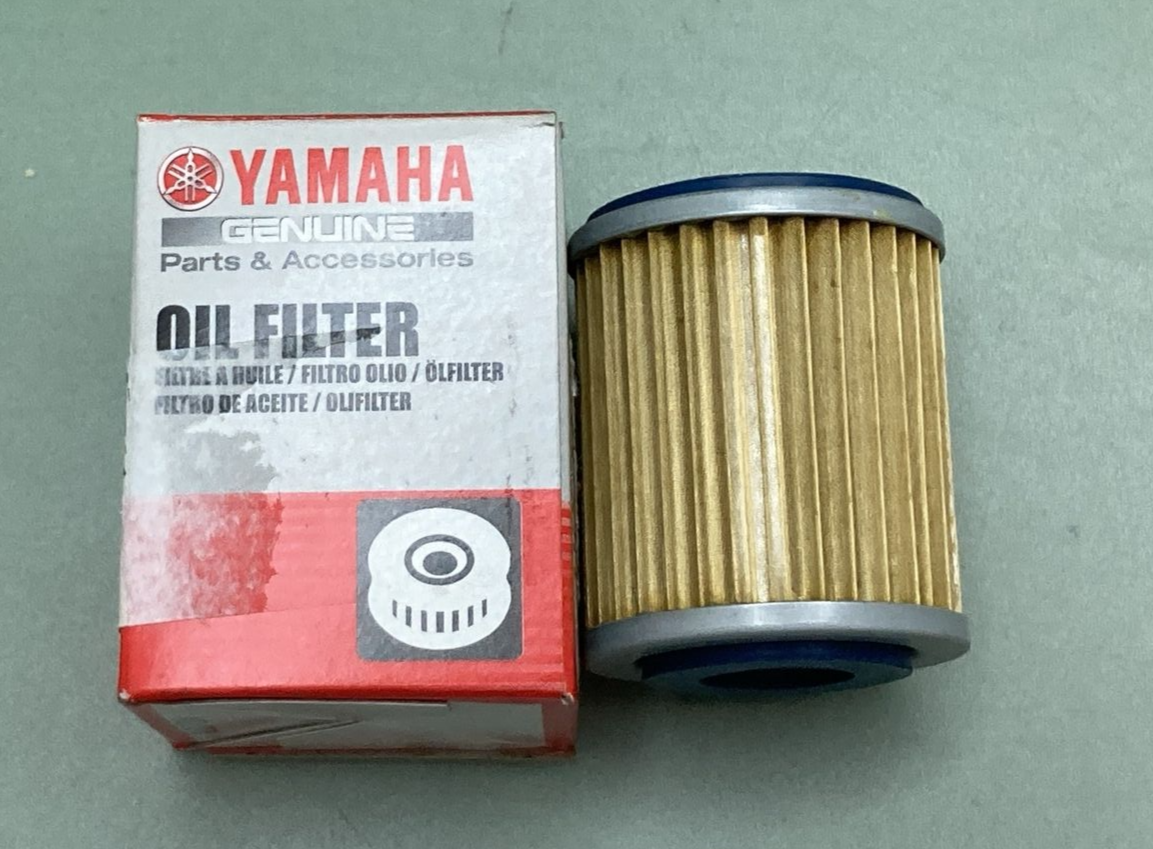 YAMAHA
GENUINE
Parts & Accessories
OIL FILTER
FILTRE A HUILE / FILTRO OLIO / ÖLFILTER
FILTRO DE ACEITE / OLIFILTER